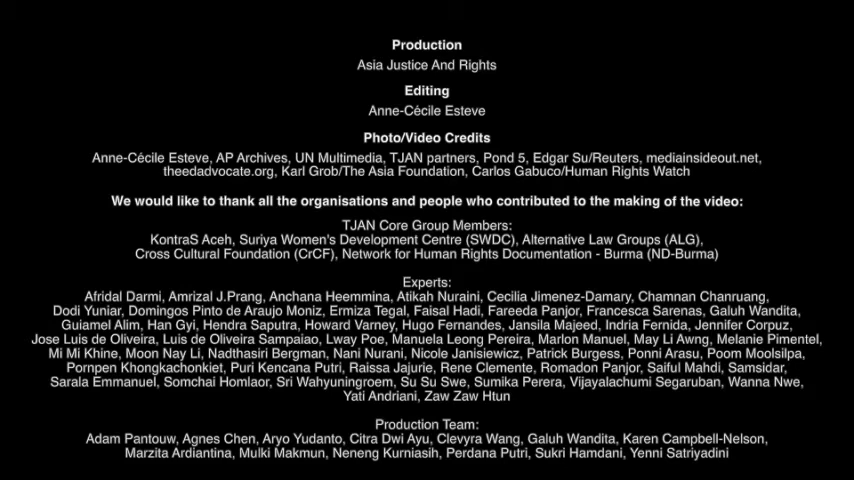 Production
Asia Justice And Rights
Editing
Anne-Cécile Esteve
Photo/Video Credits
Anne-Cécile Esteve, AP Archives, UN Multimedia, TJAN partners, Pond 5, Edgar Su/Reuters, mediainsideout.net,
theedadvocate.org, Karl Grob/The Asia Foundation, Carlos Gabuco/Human Rights Watch
We would like to thank all the organisations and people who contributed to the making of the video:
TJAN Core Group Members:
KontraS Aceh, Suriya Women's Development Centre (SWDC), Alternative Law Groups (ALG),
Cross Cultural Foundation (CrCF), Network for Human Rights Documentation - Burma (ND-Burma)
Experts:
Afridal Darmi, Amrizal J.Prang, Anchana Heemmina, Atikah Nuraini, Cecilia Jimenez-Damary, Chamnan Chanruang,
Dodi Yuniar, Domingos Pinto de Araujo Moniz, Ermiza Tegal, Faisal Hadi, Fareeda Panjor, Francesca Sarenas, Galuh Wandita,
Guiamel Alim, Han Gyi, Hendra Saputra, Howard Varney, Hugo Fernandes, Jansila Majeed, Indria Fernida, Jennifer Corpuz,
Jose Luis de Oliveira, Luis de Oliveira Sampaiao, Lway Poe, Manuela Leong Pereira, Marlon Manuel, May Li Awng, Melanie Pimentel,
Mi Mi Khine, Moon Nay Li, Nadthasiri Bergman, Nani Nurani, Nicole Janisiewicz, Patrick Burgess, Ponni Arasu, Poom Moolsilpa,
Pornpen Khongkachonkiet, Puri Kencana Putri, Raissa Jajurie, Rene Clemente, Romadon Panjor, Saiful Mahdi, Samsidar,
Sarala Emmanuel, Somchai Homlaor, Sri Wahyuningroem, Su Su Swe, Sumika Perera, Vijayalachumi Segaruban, Wanna Nwe,
Yati Andriani, Zaw Zaw Htun
Production Team:
Adam Pantouw, Agnes Chen, Aryo Yudanto, Citra Dwi Ayu, Clevyra Wang, Galuh Wandita, Karen Campbell-Nelson,
Marzita Ardiantina, Mulki Makmun, Neneng Kurniasih, Perdana Putri, Sukri Hamdani, Yenni Satriyadini